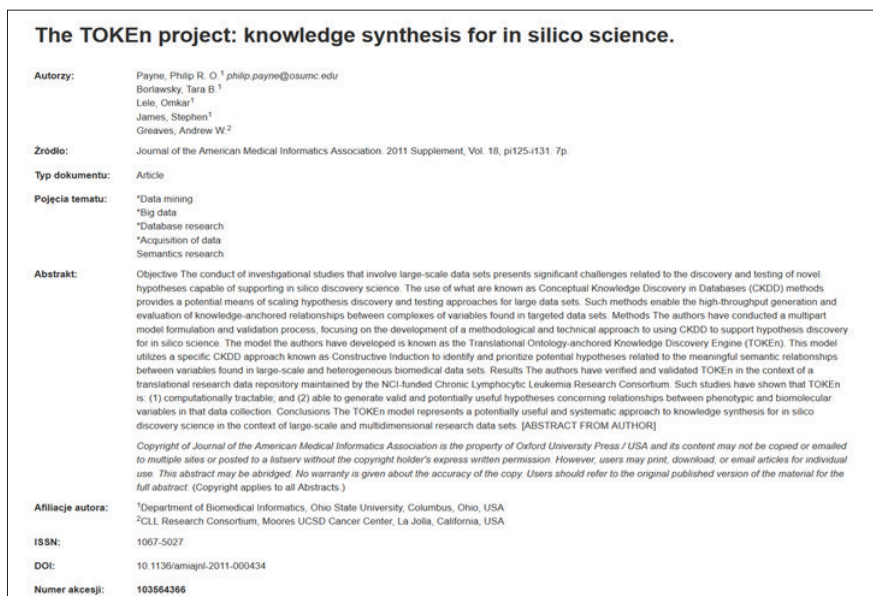 The TOKEn project: knowledge synthesis for in silico science.
Autorzy: Payne, Philip R. O.¹ philip.payne@osumc.edu
Borlawsky, Tara B.¹
Lele, Omkar¹
James, Stephen¹
Greaves, Andrew W.²
Źródło: Journal of the American Medical Informatics Association. 2011 Supplement, Vol. 18, pi125-i131. 7p.
Typ dokumentu: Article
Pojęcia tematu: *Data mining
*Big data
*Database research
*Acquisition of data
Semantics research
Abstrakt: Objective The conduct of investigational studies that involve large-scale data sets presents significant challenges related to the discovery and testing of novel
hypotheses capable of supporting in silico discovery science. The use of what are known as Conceptual Knowledge Discovery in Databases (CKDD) methods
provides a potential means of scaling hypothesis discovery and testing approaches for large data sets. Such methods enable the high-throughput generation and
evaluation of knowledge-anchored relationships between complexes of variables found in targeted data sets. Methods The authors have conducted a multipart
model formulation and validation process, focusing on the development of a methodological and technical approach to using CKDD to support hypothesis discovery
for in silico science. The model the authors have developed is known as the Translational Ontology-anchored Knowledge Discovery Engine (TOKEn). This model
utilizes a specific CKDD approach known as Constructive Induction to identify and prioritize potential hypotheses related to the meaningful semantic relationships
between variables found in large-scale and heterogeneous biomedical data sets. Results The authors have verified and validated TOKEn in the context of a
translational research data repository maintained by the NCI-funded Chronic Lymphocytic Leukemia Research Consortium. Such studies have shown that TOKEn
is: (1) computationally tractable; and (2) able to generate valid and potentially useful hypotheses concerning relationships between phenotypic and biomolecular
variables in that data collection. Conclusions The TOKEn model represents a potentially useful and systematic approach to knowledge synthesis for in silico
discovery science in the context of large-scale and multidimensional research data sets. [ABSTRACT FROM AUTHOR]
Copyright of Journal of the American Medical Informatics Association is the property of Oxford University Press / USA and its content may not be copied or emailed
to multiple sites or posted to a listserv without the copyright holder's express written permission. However, users may print, download, or email articles for individual
use. This abstract may be abridged. No warranty is given about the accuracy of the copy. Users should refer to the original published version of the material for the
full abstract. (Copyright applies to all Abstracts.)
Afiliacje autora: ¹Department of Biomedical Informatics, Ohio State University, Columbus, Ohio, USA
²CLL Research Consortium, Moores UCSD Cancer Center, La Jolla, California, USA
ISSN: 1067-5027
DOI: 10.1136/amiajnl-2011-000434
Numer akcesji: 103564366